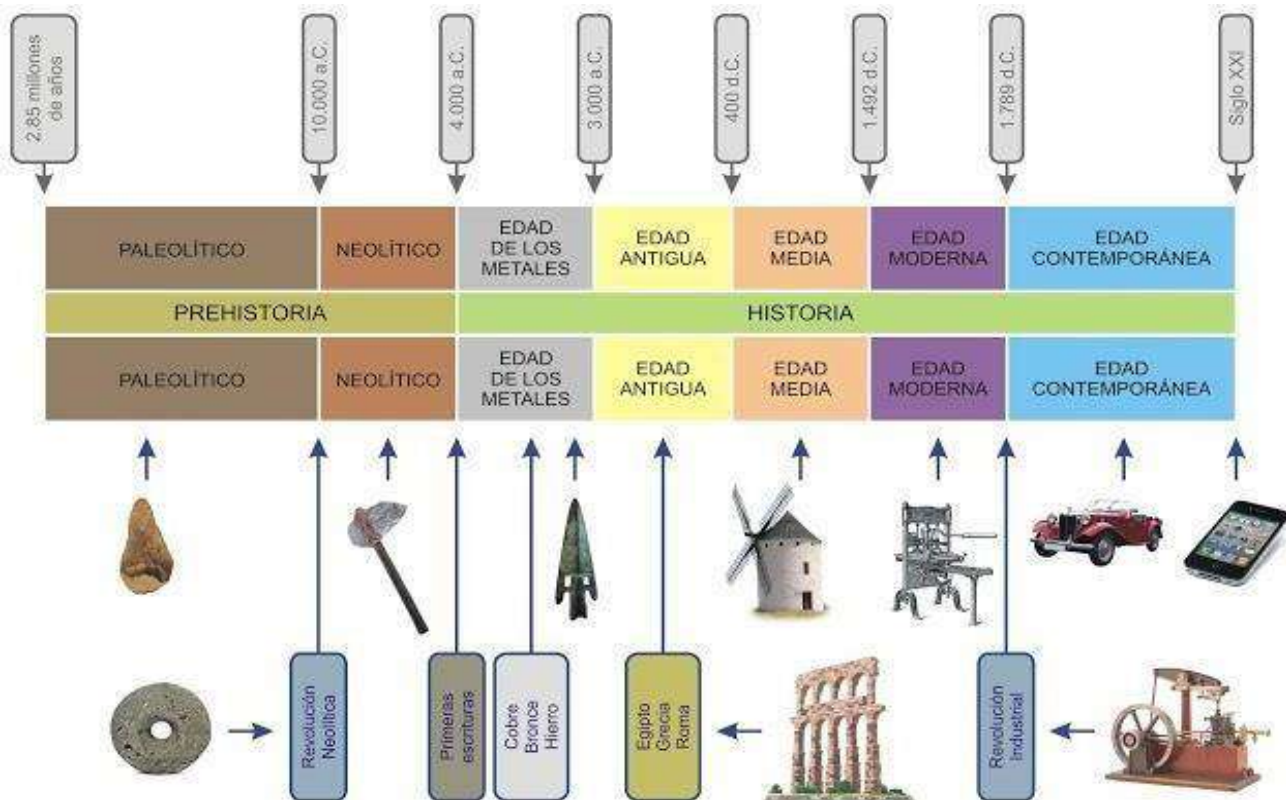 2.85 millones
de años
10.000 a.C.
4.000 a.C.
3.000 a.C.
400 d.C.
1.492 d.C.
1.789 d.C.
Siglo XXI
PALEOLÍTICO
NEOLÍTICO
EDAD
DE LOS
METALES
EDAD
ANTIGUA
EDAD
MEDIA
EDAD
MODERNA
EDAD
CONTEMPORÁNEA
PREHISTORIA
HISTORIA
PALEOLÍTICO
NEOLÍTICO
EDAD
DE LOS
METALES
EDAD
ANTIGUA
EDAD
MEDIA
EDAD
MODERNA
EDAD
CONTEMPORÁNEA
Revolución
Neolítica
Primeras
escrituras
Cobre
Bronce
Hierro
Egipto
Grecia
Roma
Revolución
Industrial